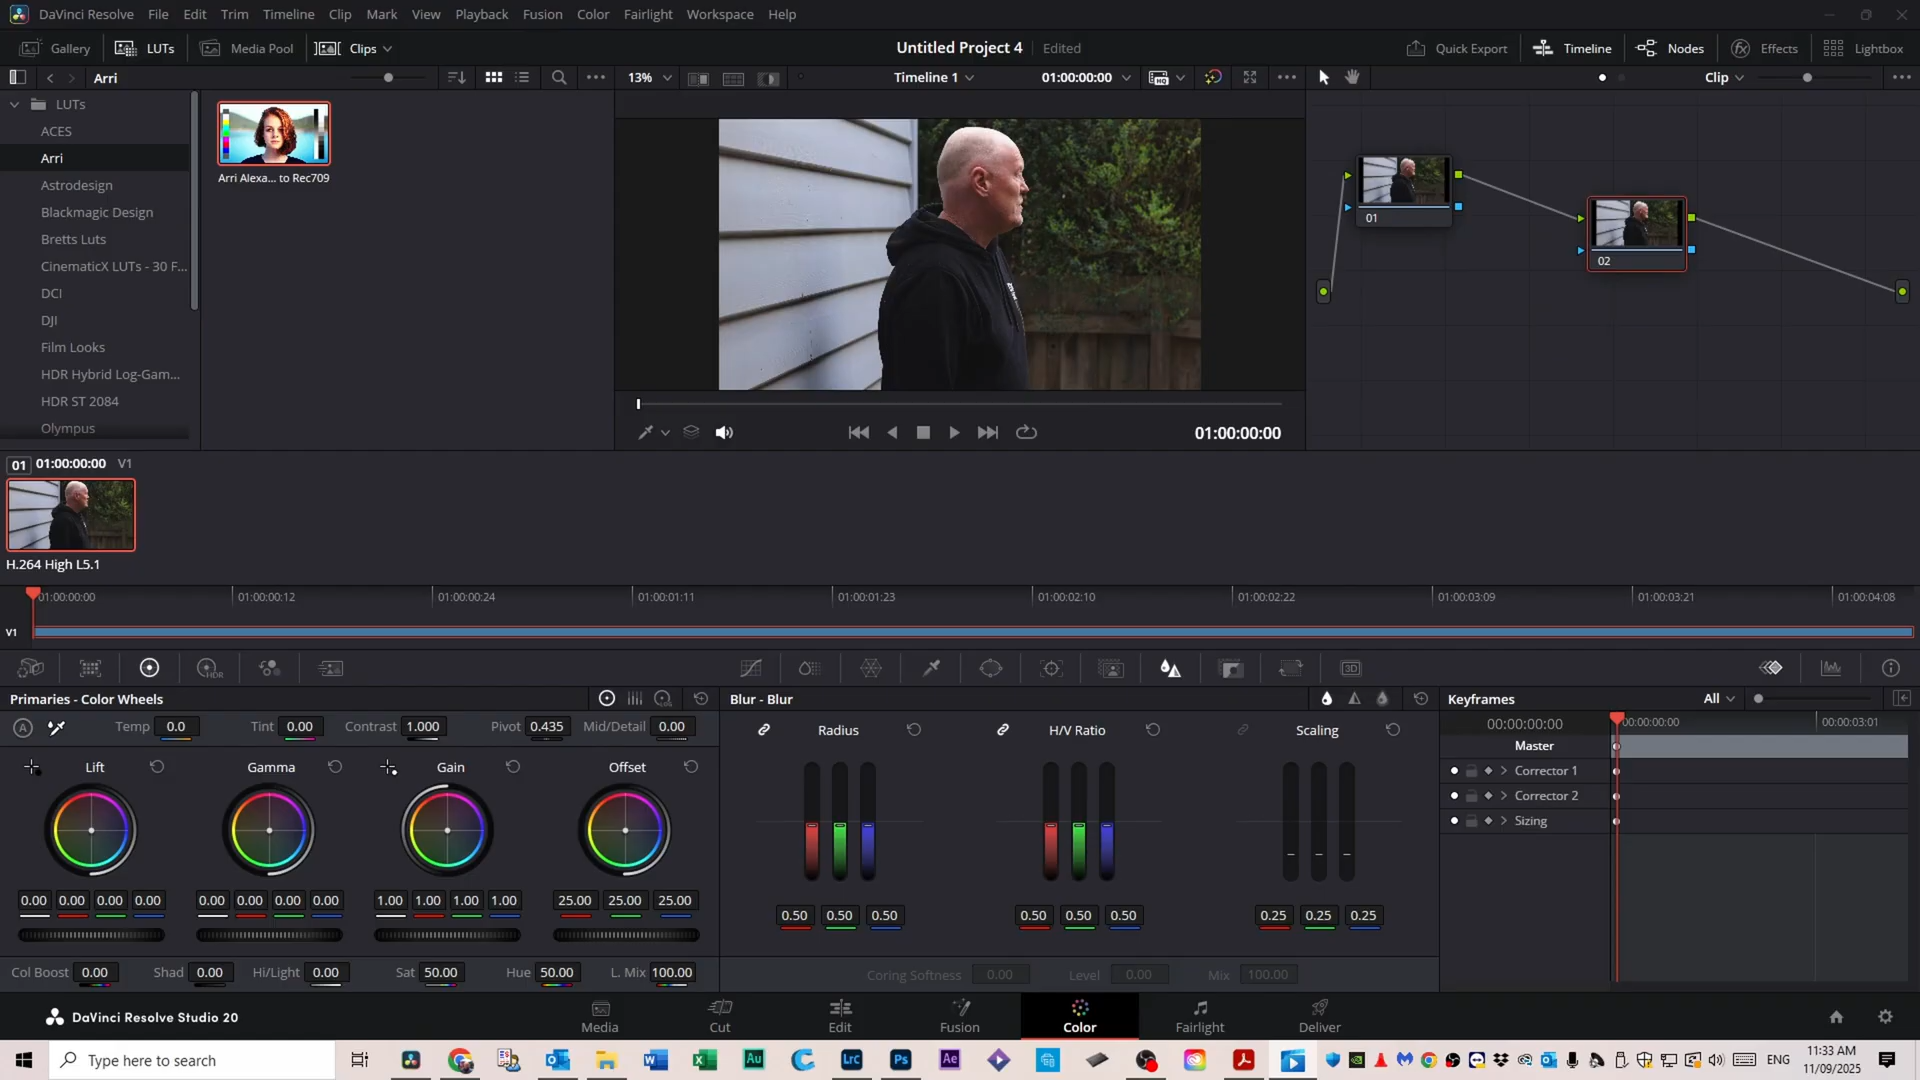 DaVinci Resolve File Edit Trim Timeline Clip Mark View Playback Fusion Color Fairlight Workspace Help
Gallery LUTs Media Pool Clips Untitled Project 4 Edited Quick Export Timeline Nodes Effects Lightbox
Arri 13% Timeline 1 01:00:00:00 Clip
LUTs
ACES
Arri
Astrodesign
Blackmagic Design
Bretts Luts
CinematicX LUTs - 30 F...
DCI
DJI
Film Looks
HDR Hybrid Log-Gam...
HDR ST 2084
Olympus
Arri Alexa... to Rec709
01
02
01:00:00:00
01 01:00:00:00 V1
H.264 High L5.1
01:00:00:00 01:00:00:12 01:00:00:24 01:00:01:11 01:00:01:23 01:00:02:10 01:00:02:22 01:00:03:09 01:00:03:21 01:00:04:08
V1
HDR 3D
Primaries - Color Wheels
A Temp 0.0 Tint 0.00 Contrast 1.000 Pivot 0.435 Mid/Detail 0.00
Lift Gamma Gain Offset
0.00 0.00 0.00 0.00 0.00 0.00 0.00 0.00 1.00 1.00 1.00 1.00 25.00 25.00 25.00
Col Boost 0.00 Shad 0.00 Hi/Light 0.00 Sat 50.00 Hue 50.00 L. Mix 100.00
Blur - Blur
Radius H/V Ratio Scaling
0.50 0.50 0.50 0.50 0.50 0.50 0.25 0.25 0.25
Coring Softness 0.00 Level 0.00 Mix 100.00
Keyframes All
00:00:00:00 00:00:00:00 00:00:03:01
Master
Corrector 1
Corrector 2
Sizing
DaVinci Resolve Studio 20
Media Cut Edit Fusion Color Fairlight Deliver
Type here to search
Au Lrc Ps Ae
ENG
11:33 AM
11/09/2025